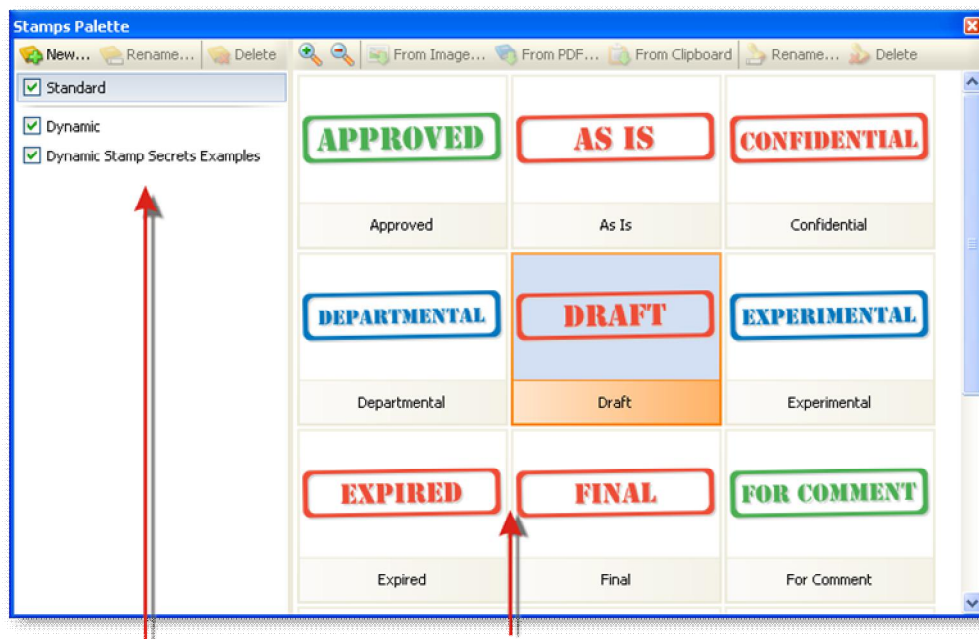 Stamps Palette
New... Rename... Delete From Image... From PDF... From Clipboard Rename... Delete
Standard
Dynamic
Dynamic Stamp Secrets Examples
APPROVED AS IS CONFIDENTIAL
Approved As Is Confidential
DEPARTMENTAL DRAFT EXPERIMENTAL
Departmental Draft Experimental
EXPIRED FINAL FOR COMMENT
Expired Final For Comment